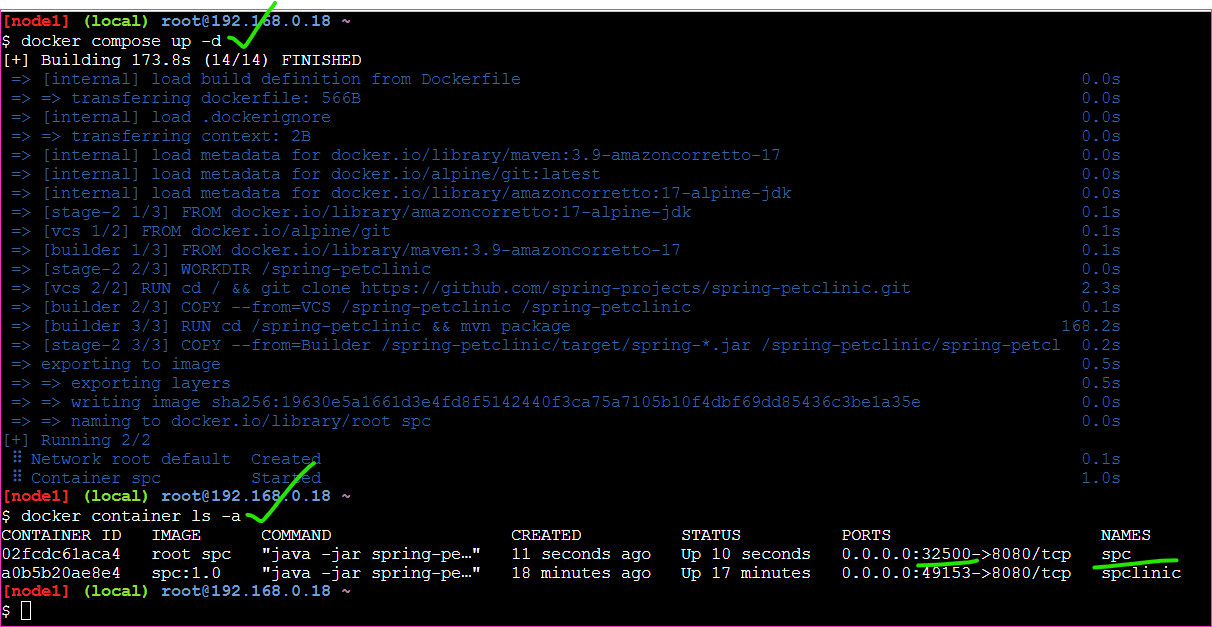 [node1] (local) root@192.168.0.18 ~
$ docker compose up -d
[+] Building 173.8s (14/14) FINISHED
=> [internal] load build definition from Dockerfile 0.0s
=> => transferring dockerfile: 566B 0.0s
=> [internal] load .dockerignore 0.0s
=> => transferring context: 2B 0.0s
=> [internal] load metadata for docker.io/library/maven:3.9-amazoncorretto-17 0.0s
=> [internal] load metadata for docker.io/alpine/git:latest 0.0s
=> [internal] load metadata for docker.io/library/amazoncorretto:17-alpine-jdk 0.0s
=> [stage-2 1/3] FROM docker.io/library/amazoncorretto:17-alpine-jdk 0.1s
=> [vcs 1/2] FROM docker.io/alpine/git 0.1s
=> [builder 1/3] FROM docker.io/library/maven:3.9-amazoncorretto-17 0.1s
=> [stage-2 2/3] WORKDIR /spring-petclinic 0.0s
=> [vcs 2/2] RUN cd / && git clone https://github.com/spring-projects/spring-petclinic.git 2.3s
=> [builder 2/3] COPY --from=VCS /spring-petclinic /spring-petclinic 0.1s
=> [builder 3/3] RUN cd /spring-petclinic && mvn package 168.2s
=> [stage-2 3/3] COPY --from=Builder /spring-petclinic/target/spring-*.jar /spring-petclinic/spring-petcl 0.2s
=> exporting to image 0.5s
=> => exporting layers 0.5s
=> => writing image sha256:19630e5a1661d3e4fd8f5142440f3ca75a7105b10f4dbf69dd85436c3be1a35e 0.0s
=> => naming to docker.io/library/root spc 0.0s
[+] Running 2/2
⠿ Network root default Created 0.1s
⠿ Container spc Started 1.0s
[node1] (local) root@192.168.0.18 ~
$ docker container ls -a
CONTAINER ID IMAGE COMMAND CREATED STATUS PORTS NAMES
02fcdc61aca4 root spc "java -jar spring-pe…" 11 seconds ago Up 10 seconds 0.0.0.0:32500->8080/tcp spc
a0b5b20ae8e4 spc:1.0 "java -jar spring-pe…" 18 minutes ago Up 17 minutes 0.0.0.0:49153->8080/tcp spclinic
[node1] (local) root@192.168.0.18 ~
$